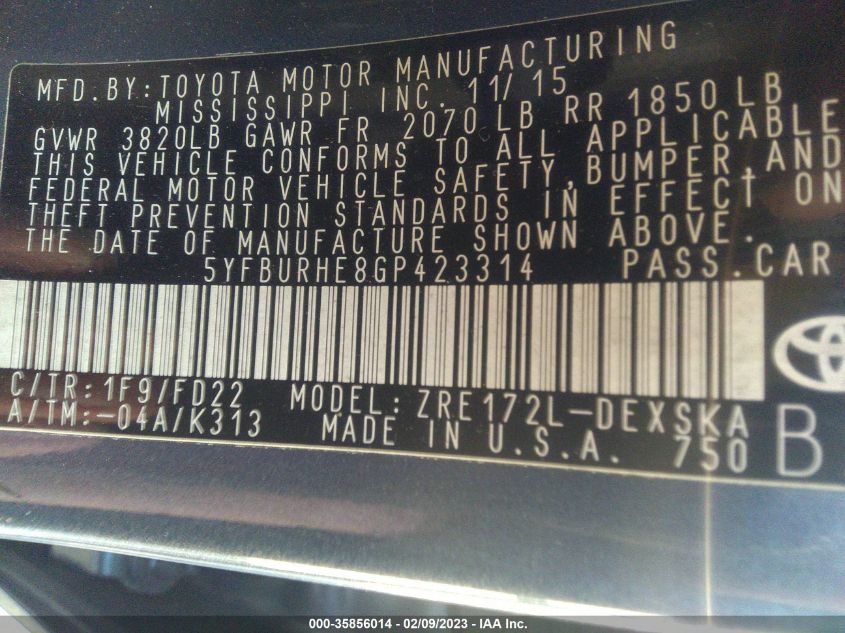 MFD.BY:TOYOTA MOTOR MANUFACTURING
MISSISSIPPI INC. 11/15
GVWR 3820LB GAWR FR 2070 LB RR 1850 LB
THIS VEHICLE CONFORMS TO ALL APPLICABLE
FEDERAL MOTOR VEHICLE SAFETY,BUMPER,AND
THEFT PREVENTION STANDARDS IN EFFECT ON
THE DATE OF MANUFACTURE SHOWN ABOVE.
5YFBURHE8GP423314 PASS.CAR
C/TR:1F9/FD22 MODEL:ZRE172L-DEXSKA
A/TM:-04A/K313 MADE IN U.S.A. 750 B
000-35856014 — 02/09/2023 — IAA Inc.